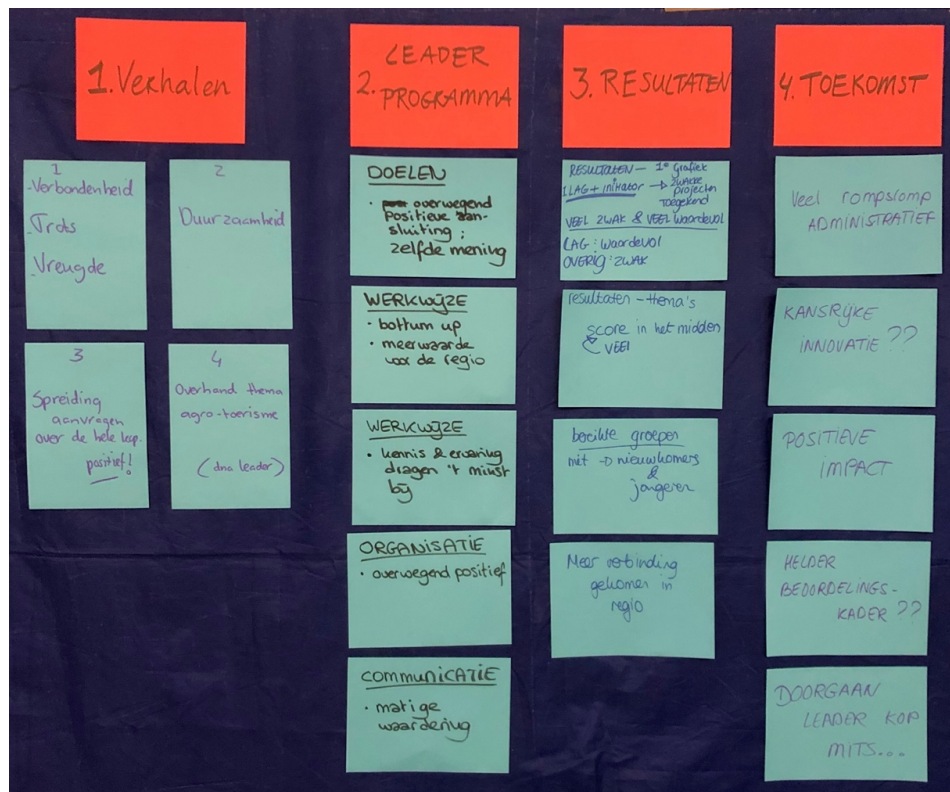 1. Verhalen
1
-Verbondenheid
-Trots
-Vreugde
2
Duurzaamheid
3
Spreiding
aanvragen
over de hele kop.
positief!
4
Overhand thema
agro-toerisme
(dna leader)
LEADER
2. PROGRAMMA
DOELEN
• overwegend
Positieve aan-
sluiting;
zelfde mening
WERKWIJZE
• bottum up
• meerwaarde
voor de regio
WERKWIJZE
• kennis & ervaring
dragen 't minst
bij
ORGANISATIE
• overwegend positief
COMMUNICATIE
• matige
waardering
3. RESULTATEN
RESULTATEN — 1e Grafiek
1 LAG + initiator → zwakke
projecten
toegekend
VEEL ZWAK & VEEL waardevol
LAG: waardevol
OVERIG: ZWAK
resultaten - thema's
score in het midden
VEEl
bereikte groepen
mit → nieuwkomers
&
jongeren
Meer verbinding
gekomen in
regio
4. TOEKOMST
Veel rompslomp
ADMINISTRATIEF
KANSRIJKE
INNOVATIE ??
POSITIEVE
IMPACT
HELDER
BEOORDELINGS-
KADER ??
DOORGAAN
LEADER KOP
MITS...